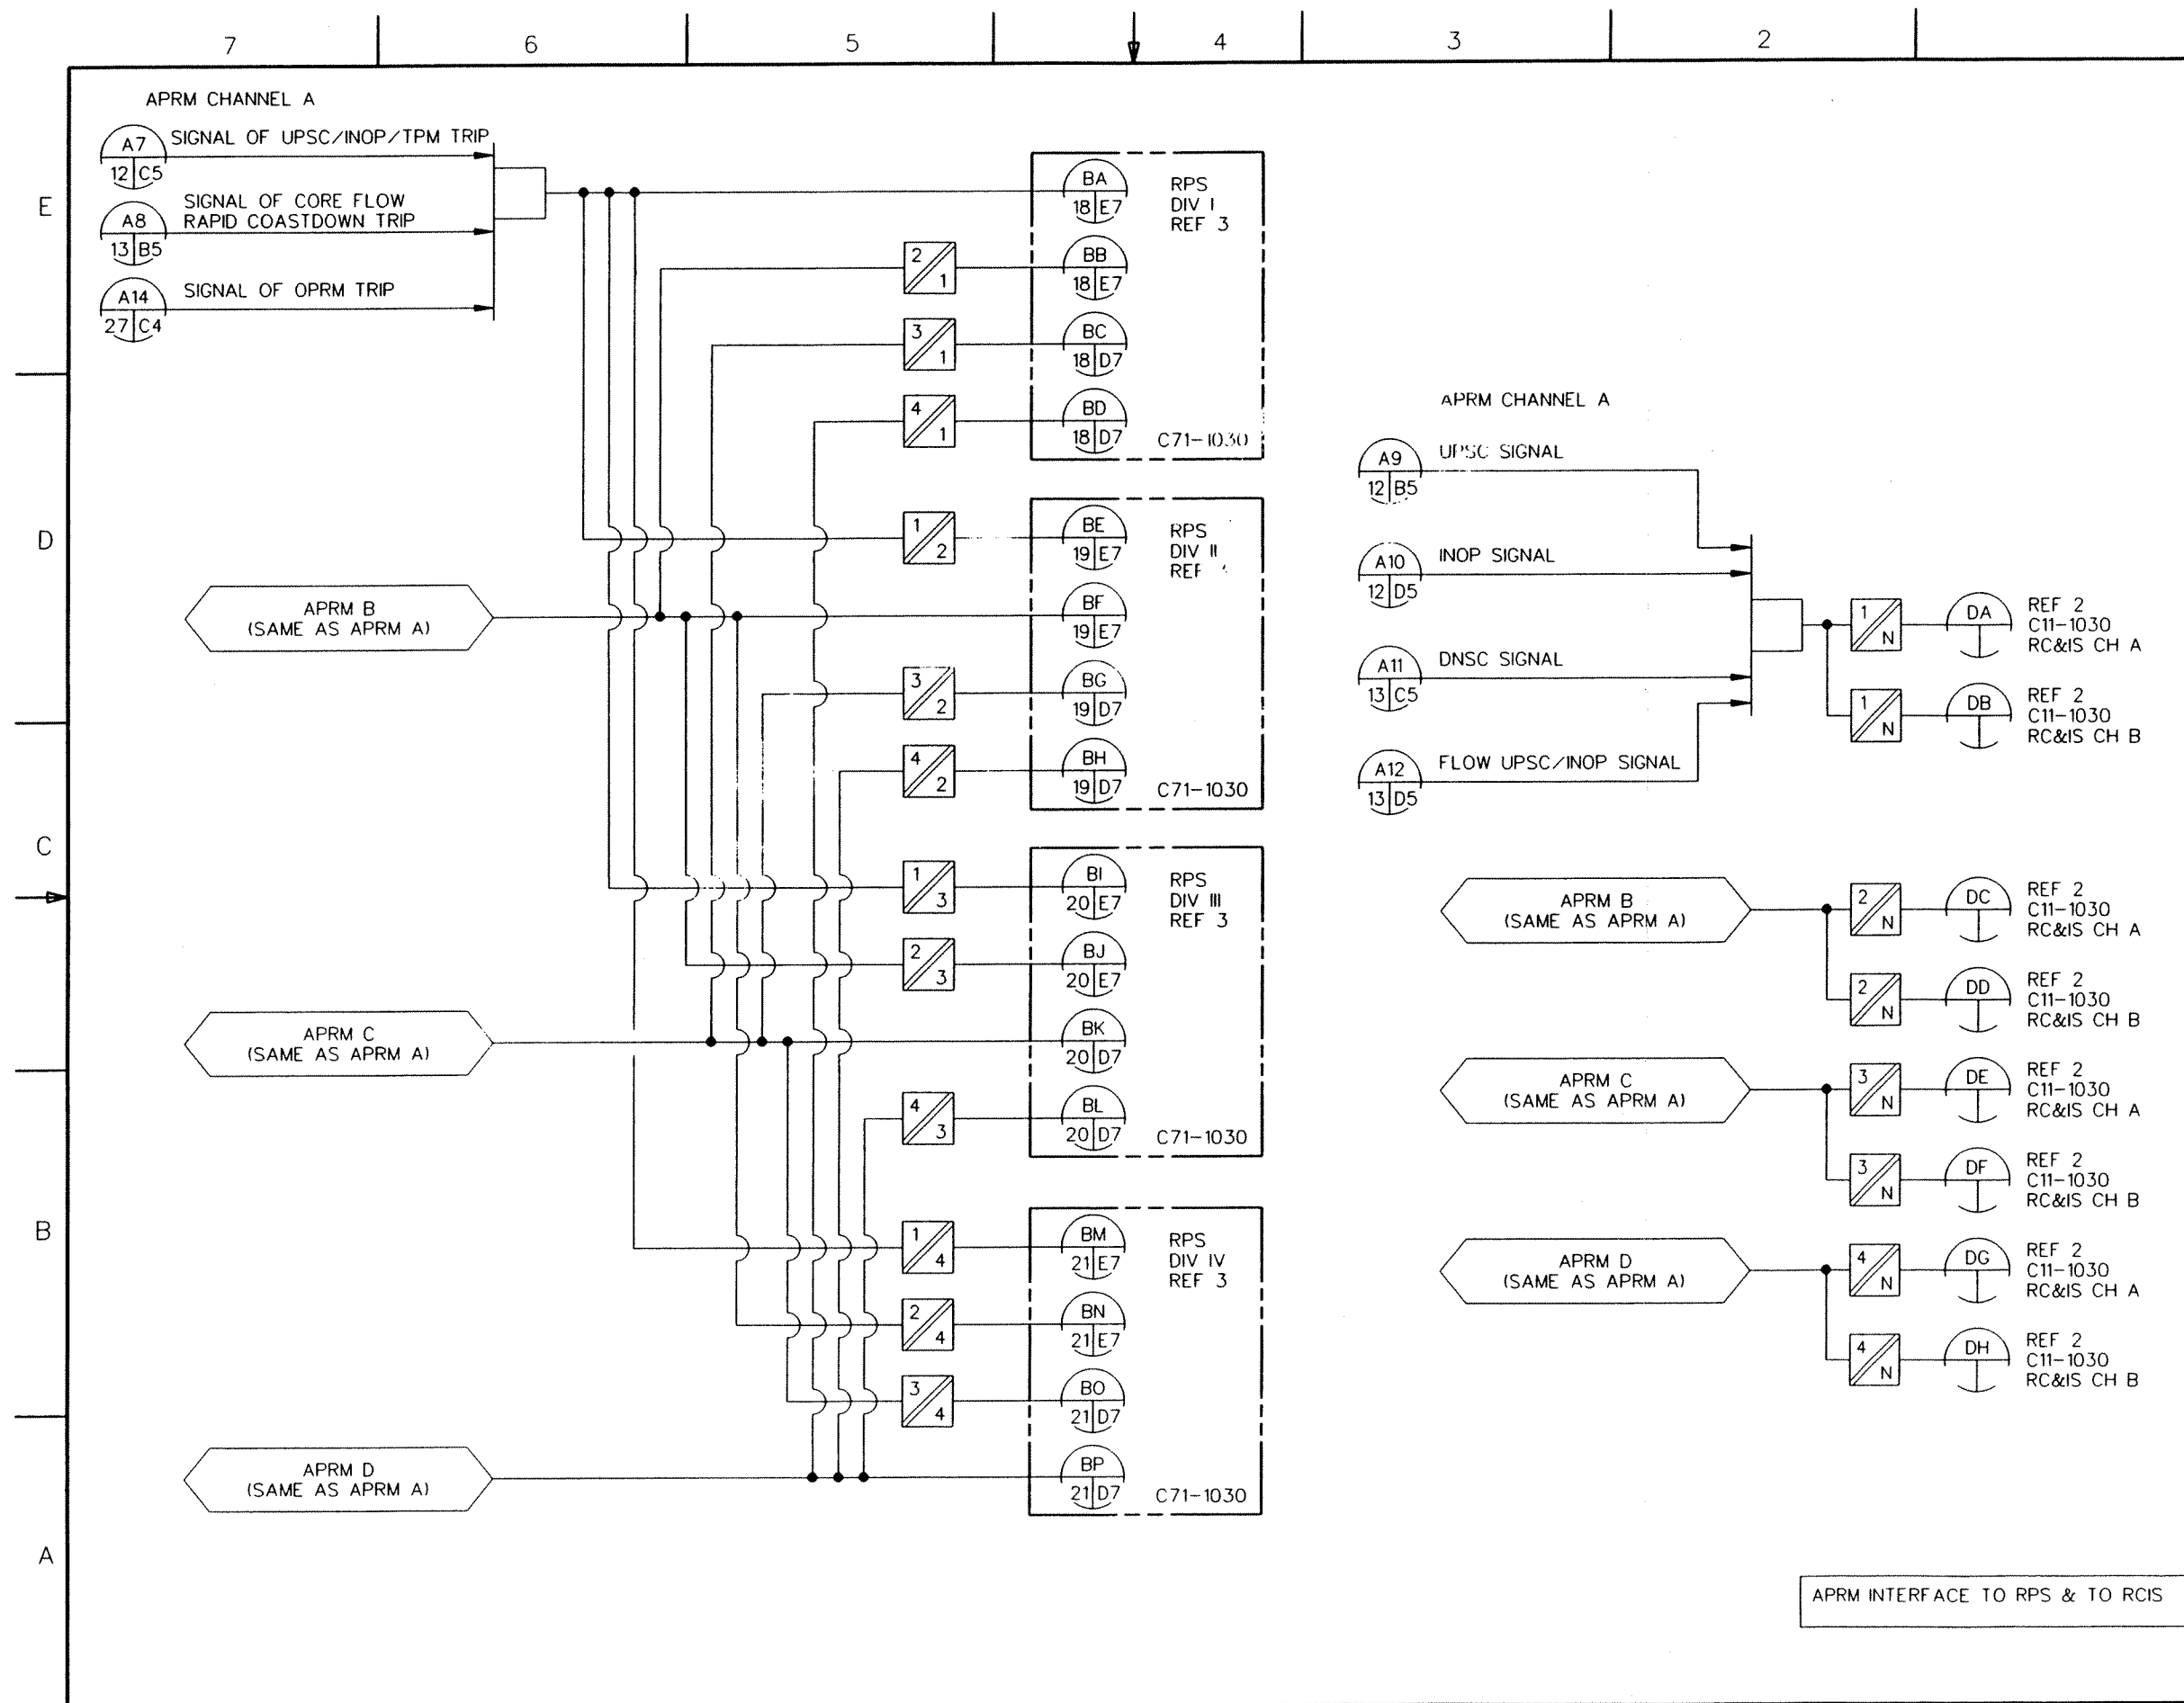 7 6 5 4 3 2
E
D
C
B
A
APRM CHANNEL A
A7
12 C5
SIGNAL OF UPSC/INOP/TPM TRIP
A8
13 B5
SIGNAL OF CORE FLOW
RAPID COASTDOWN TRIP
A14
27 C4
SIGNAL OF OPRM TRIP
APRM B
(SAME AS APRM A)
APRM C
(SAME AS APRM A)
APRM D
(SAME AS APRM A)
2 1
3 1
4 1
1 2
3 2
4 2
1 3
2 3
4 3
1 4
2 4
3 4
BA
18 E7
BB
18 E7
BC
18 D7
BD
18 D7
RPS
DIV I
REF 3
C71-1030
BE
19 E7
BF
19 E7
BG
19 D7
BH
19 D7
RPS
DIV II
REF
C71-1030
BI
20 E7
BJ
20 E7
BK
20 D7
BL
20 D7
RPS
DIV III
REF 3
C71-1030
BM
21 E7
BN
21 E7
BO
21 D7
BP
21 D7
RPS
DIV IV
REF 3
C71-1030
APRM CHANNEL A
A9
12 B5
UPSC SIGNAL
A10
12 D5
INOP SIGNAL
A11
13 C5
DNSC SIGNAL
A12
13 D5
FLOW UPSC/INOP SIGNAL
1 N
DA
REF 2
C11-1030
RC&IS CH A
1 N
DB
REF 2
C11-1030
RC&IS CH B
APRM B
(SAME AS APRM A)
2 N
DC
REF 2
C11-1030
RC&IS CH A
2 N
DD
REF 2
C11-1030
RC&IS CH B
APRM C
(SAME AS APRM A)
3 N
DE
REF 2
C11-1030
RC&IS CH A
3 N
DF
REF 2
C11-1030
RC&IS CH B
APRM D
(SAME AS APRM A)
4 N
DG
REF 2
C11-1030
RC&IS CH A
4 N
DH
REF 2
C11-1030
RC&IS CH B
APRM INTERFACE TO RPS & TO RCIS